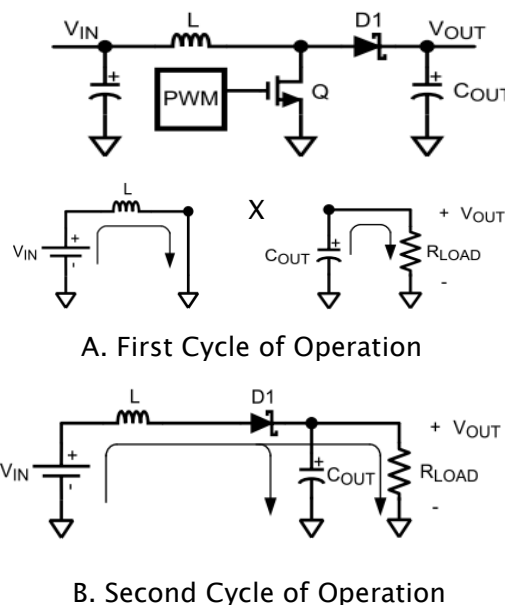 VIN L D1 VOUT
PWM Q + COUT
+
L X + VOUT
VIN + - COUT + RLOAD
-
A. First Cycle of Operation
L D1
+ VOUT
VIN + - COUT + RLOAD
-
B. Second Cycle of Operation